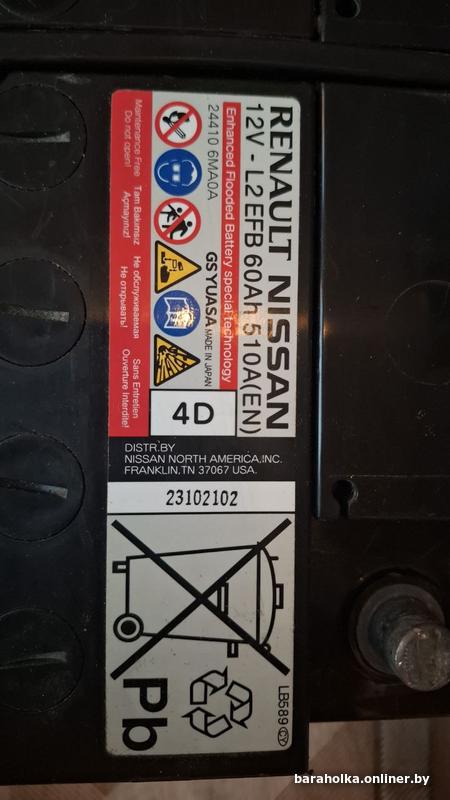 RENAULT NISSAN
12V - L2 EFB 60Ah 510A(EN)
Enhanced Flooded Battery special technology
24410 6MA0A
GS YUASA MADE IN JAPAN
Maintenance Free
Do not open!
Tam Bakımsız
Açmayınız!
Не обслуживаемая
Не открывать!
Sans Entretien
Ouverture Interdite!
4D
DISTR.BY
NISSAN NORTH AMERICA,INC.
FRANKLIN,TN 37067 USA.
23102102
Pb
LB589 CY
baraholka.onliner.by